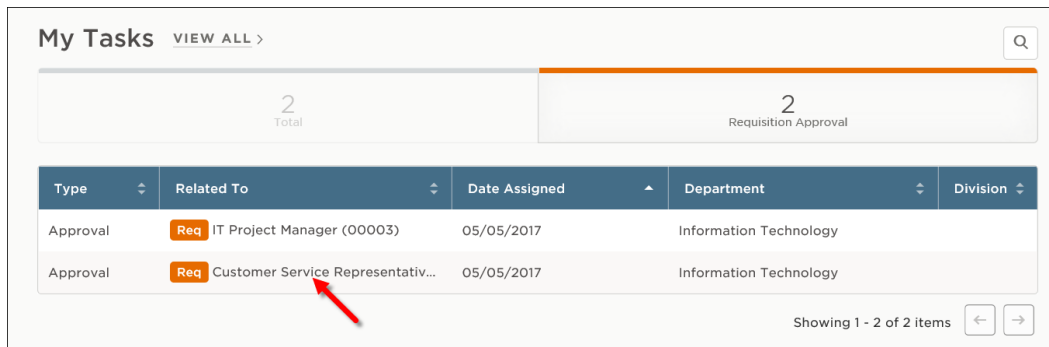 My Tasks VIEW ALL >
2
Total
2
Requisition Approval
Type Related To Date Assigned Department Division
Approval Req IT Project Manager (00003) 05/05/2017 Information Technology
Approval Req Customer Service Representativ... 05/05/2017 Information Technology
Showing 1 - 2 of 2 items